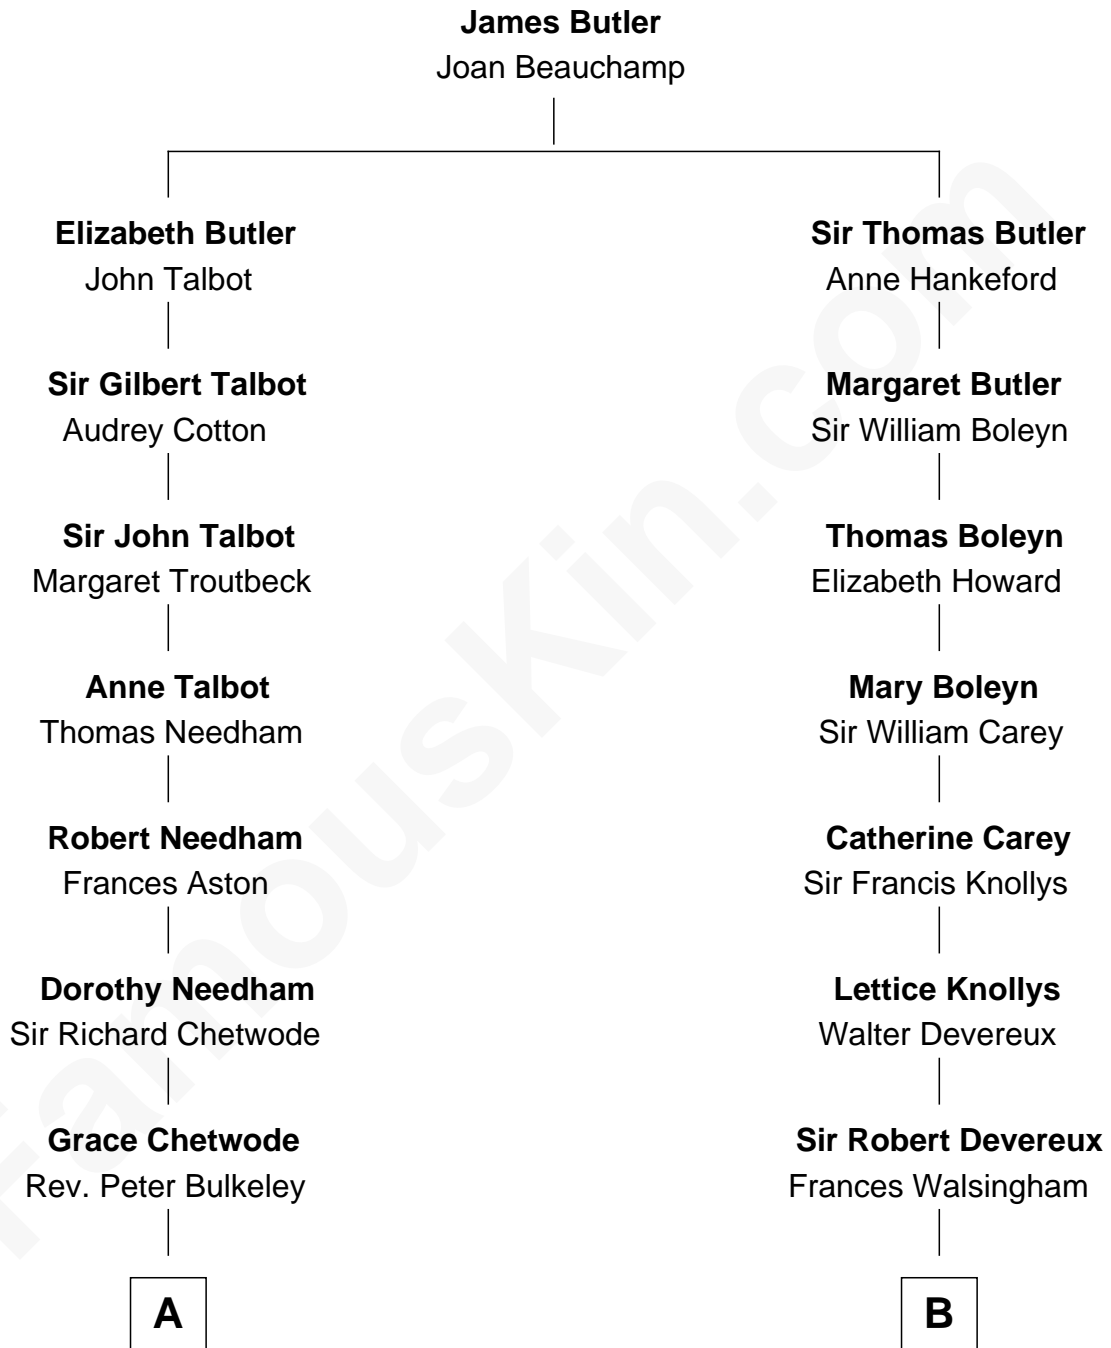 James Butler
Joan Beauchamp
Elizabeth Butler
John Talbot
Sir Thomas Butler
Anne Hankeford
Sir Gilbert Talbot
Audrey Cotton
Margaret Butler
Sir William Boleyn
Sir John Talbot
Margaret Troutbeck
Thomas Boleyn
Elizabeth Howard
Anne Talbot
Thomas Needham
Mary Boleyn
Sir William Carey
Robert Needham
Frances Aston
Catherine Carey
Sir Francis Knollys
Dorothy Needham
Sir Richard Chetwode
Lettice Knollys
Walter Devereux
Grace Chetwode
Rev. Peter Bulkeley
Sir Robert Devereux
Frances Walsingham
A
B
FamousKin.com